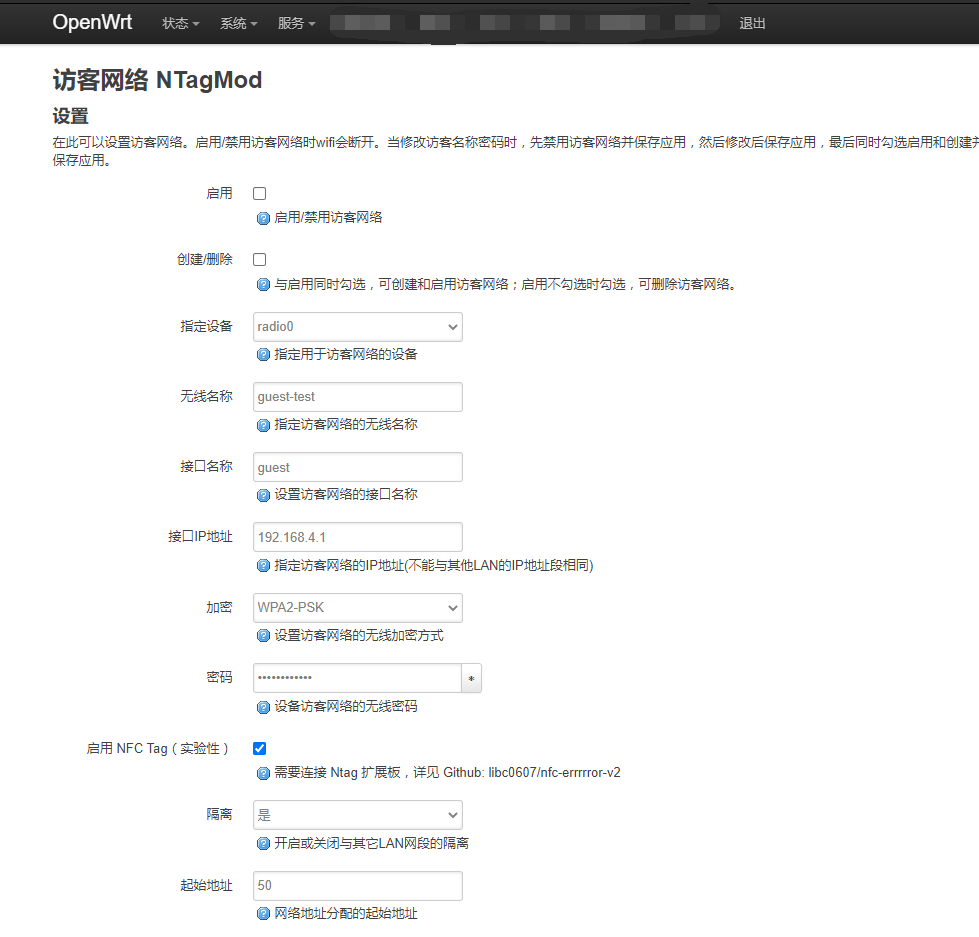 OpenWrt 状态 系统 服务 退出
访客网络 NTagMod
设置
在此可以设置访客网络。启用/禁用访客网络时wifi会断开。当修改访客名称密码时，先禁用访客网络并保存应用，然后修改后保存应用，最后同时勾选启用和创建并
保存应用。
启用
启用/禁用访客网络
创建/删除
与启用同时勾选，可创建和启用访客网络；启用不勾选时勾选，可删除访客网络。
指定设备 radio0
指定用于访客网络的设备
无线名称 guest-test
指定访客网络的无线名称
接口名称 guest
设置访客网络的接口名称
接口IP地址 192.168.4.1
指定访客网络的IP地址(不能与其他LAN的IP地址段相同)
加密 WPA2-PSK
设置访客网络的无线加密方式
密码 •••••••••••• *
设备访客网络的无线密码
启用 NFC Tag（实验性）
需要连接 Ntag 扩展板，详见 Github: libc0607/nfc-errrrror-v2
隔离 是
开启或关闭与其它LAN网段的隔离
起始地址 50
网络地址分配的起始地址